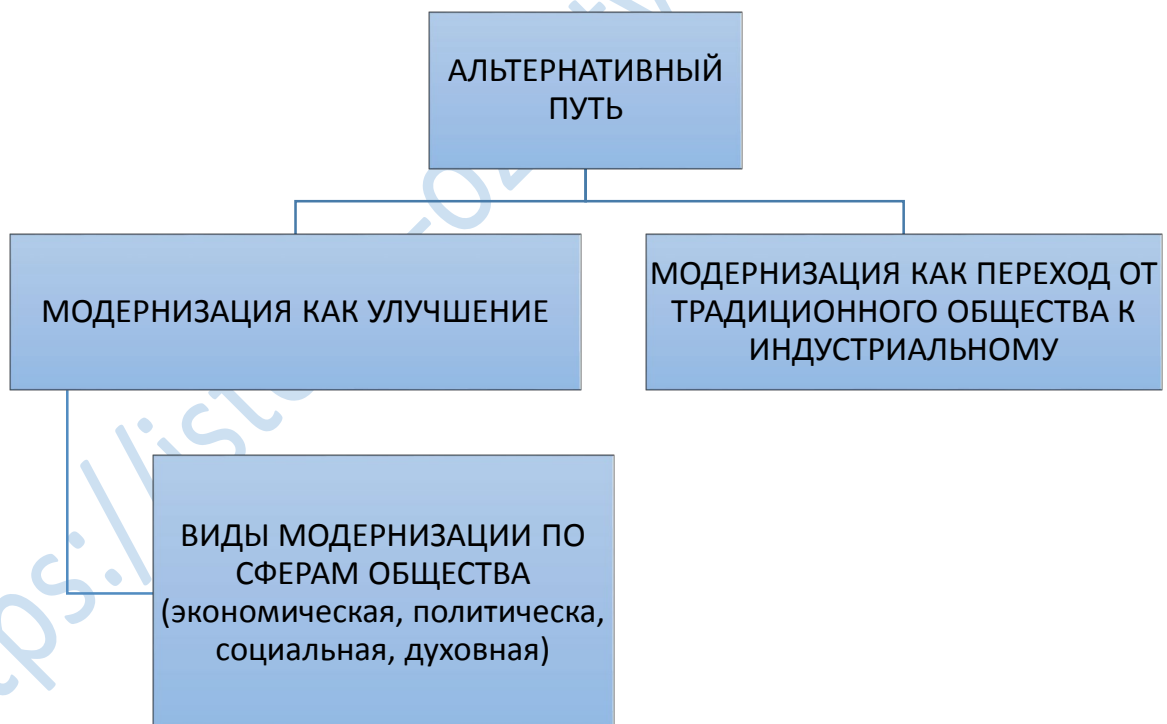 АЛЬТЕРНАТИВНЫЙ
ПУТЬ
МОДЕРНИЗАЦИЯ КАК УЛУЧШЕНИЕ
МОДЕРНИЗАЦИЯ КАК ПЕРЕХОД ОТ
ТРАДИЦИОННОГО ОБЩЕСТВА К
ИНДУСТРИАЛЬНОМУ
ВИДЫ МОДЕРНИЗАЦИИ ПО
СФЕРАМ ОБЩЕСТВА
(экономическая, политическа,
социальная, духовная)